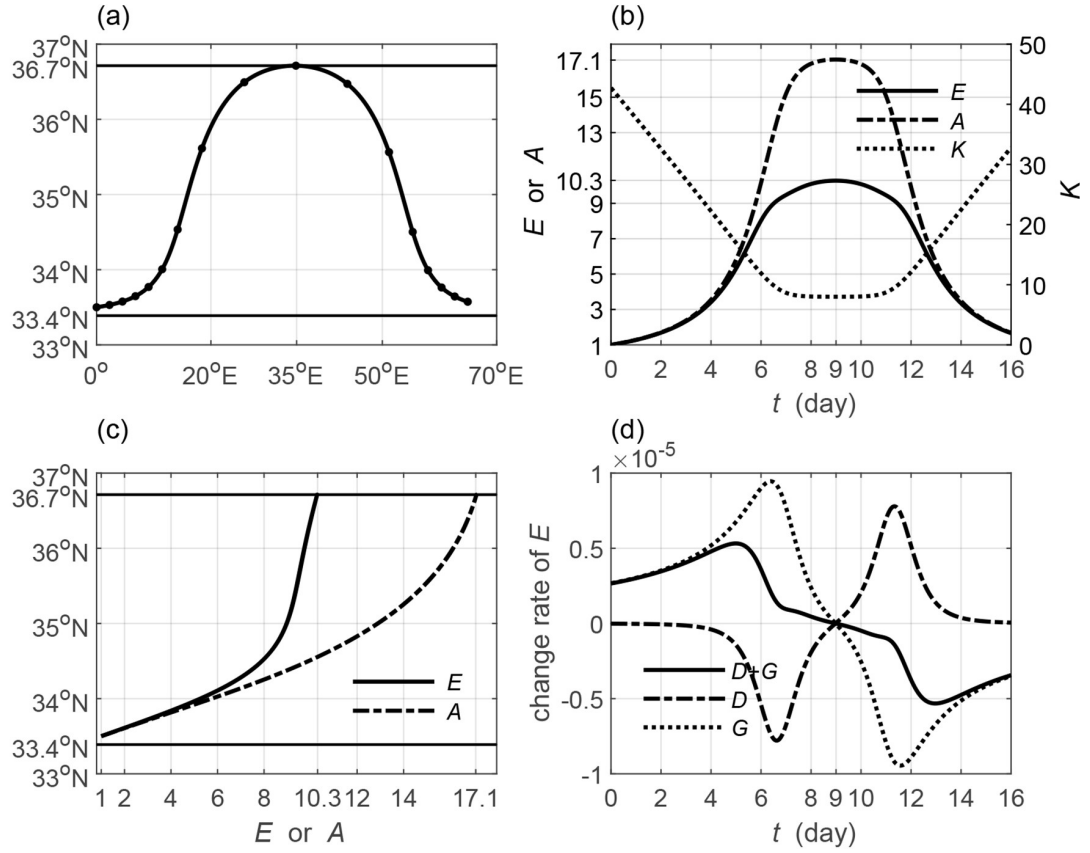 (a)
37°N
36.7°N
36°N
35°N
34°N
33.4°N
33°N
0° 20°E 35°E 50°E 70°E
(b)
17.1
15
13
10.3
9
7
5
3
1
E or A
50
40
30
20
10
0
K
E
A
K
0 2 4 6 8 9 10 12 14 16
t (day)
(c)
37°N
36.7°N
36°N
35°N
34°N
33.4°N
33°N
E
A
1 2 4 6 8 10.3 12 14 17.1
E or A
(d)
×10-5
1
0.5
0
-0.5
-1
change rate of E
D+G
D
G
0 2 4 6 8 9 10 12 14 16
t (day)